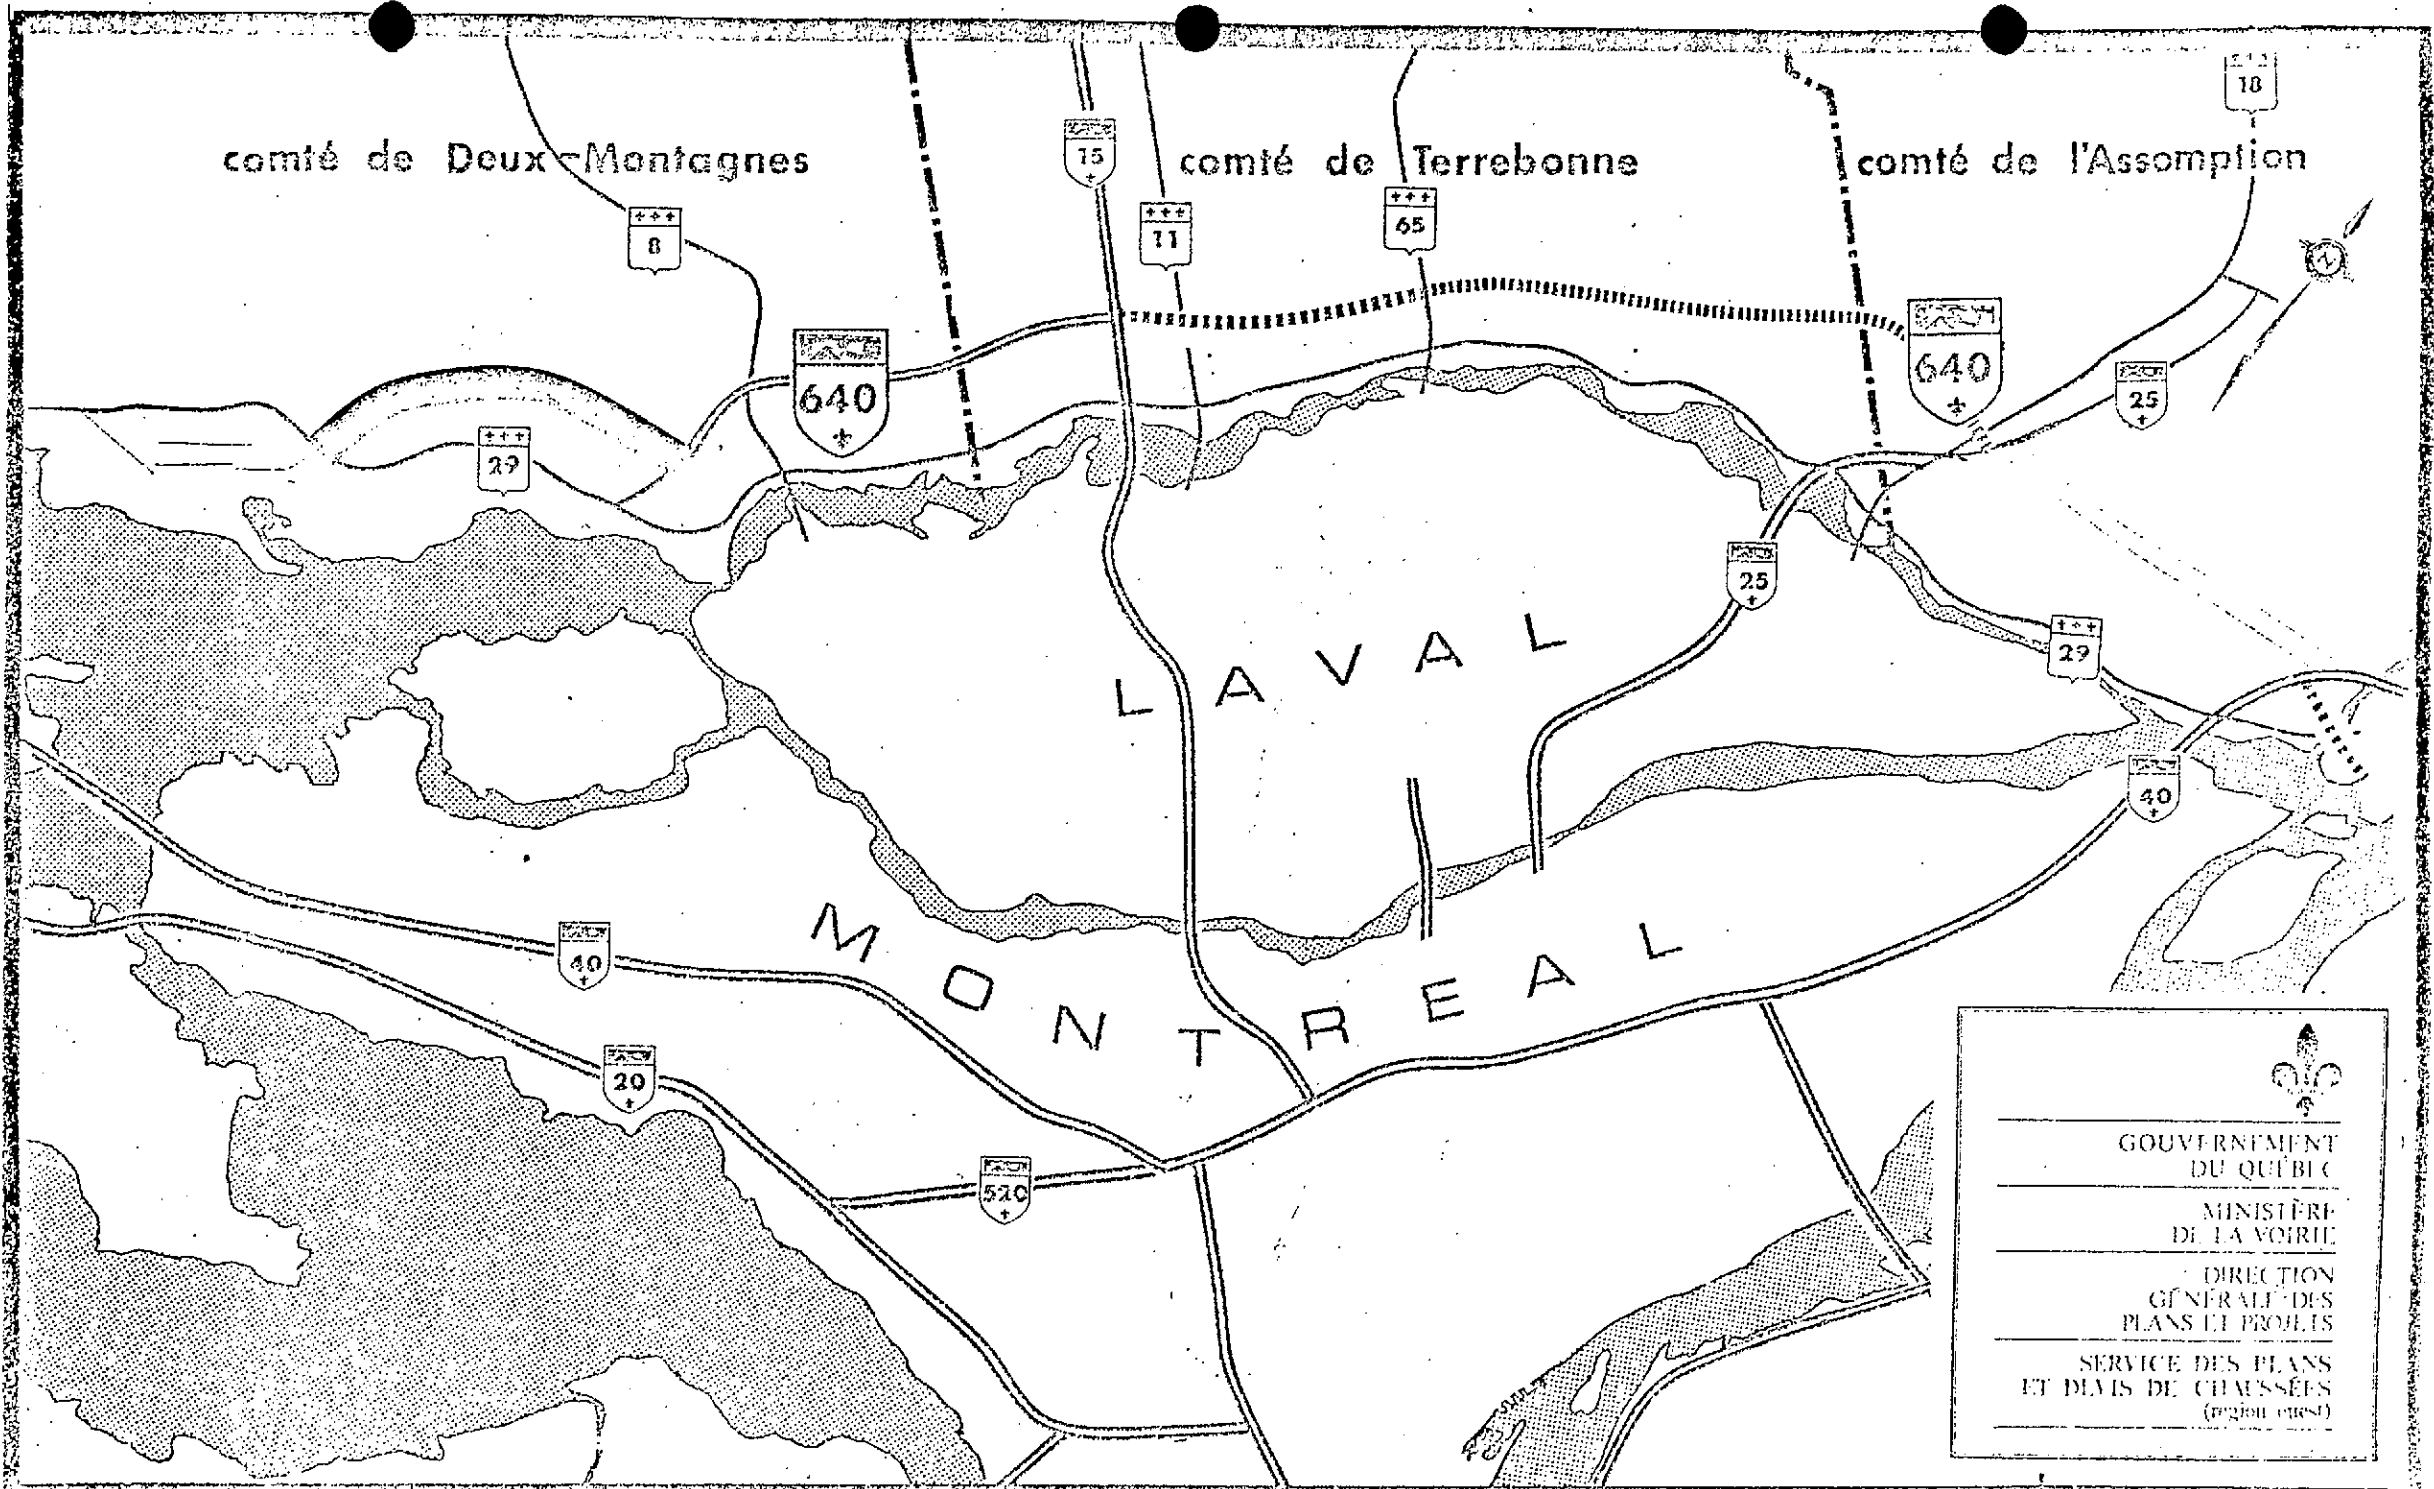 18
comté de Deux-Montagnes
15
comté de Terrebonne
comté de l'Assomption
8
11
65
N
640
640
25
29
25
29
LAVAL
40
MONTREAL
40
20
520
GOUVERNEMENT
DU QUÉBEC
MINISTÈRE
DE LA VOIRIE
DIRECTION
GÉNÉRALE DES
PLANS ET PROJETS
SERVICE DES PLANS
ET DEVIS DE CHAUSSÉES
(région ouest)